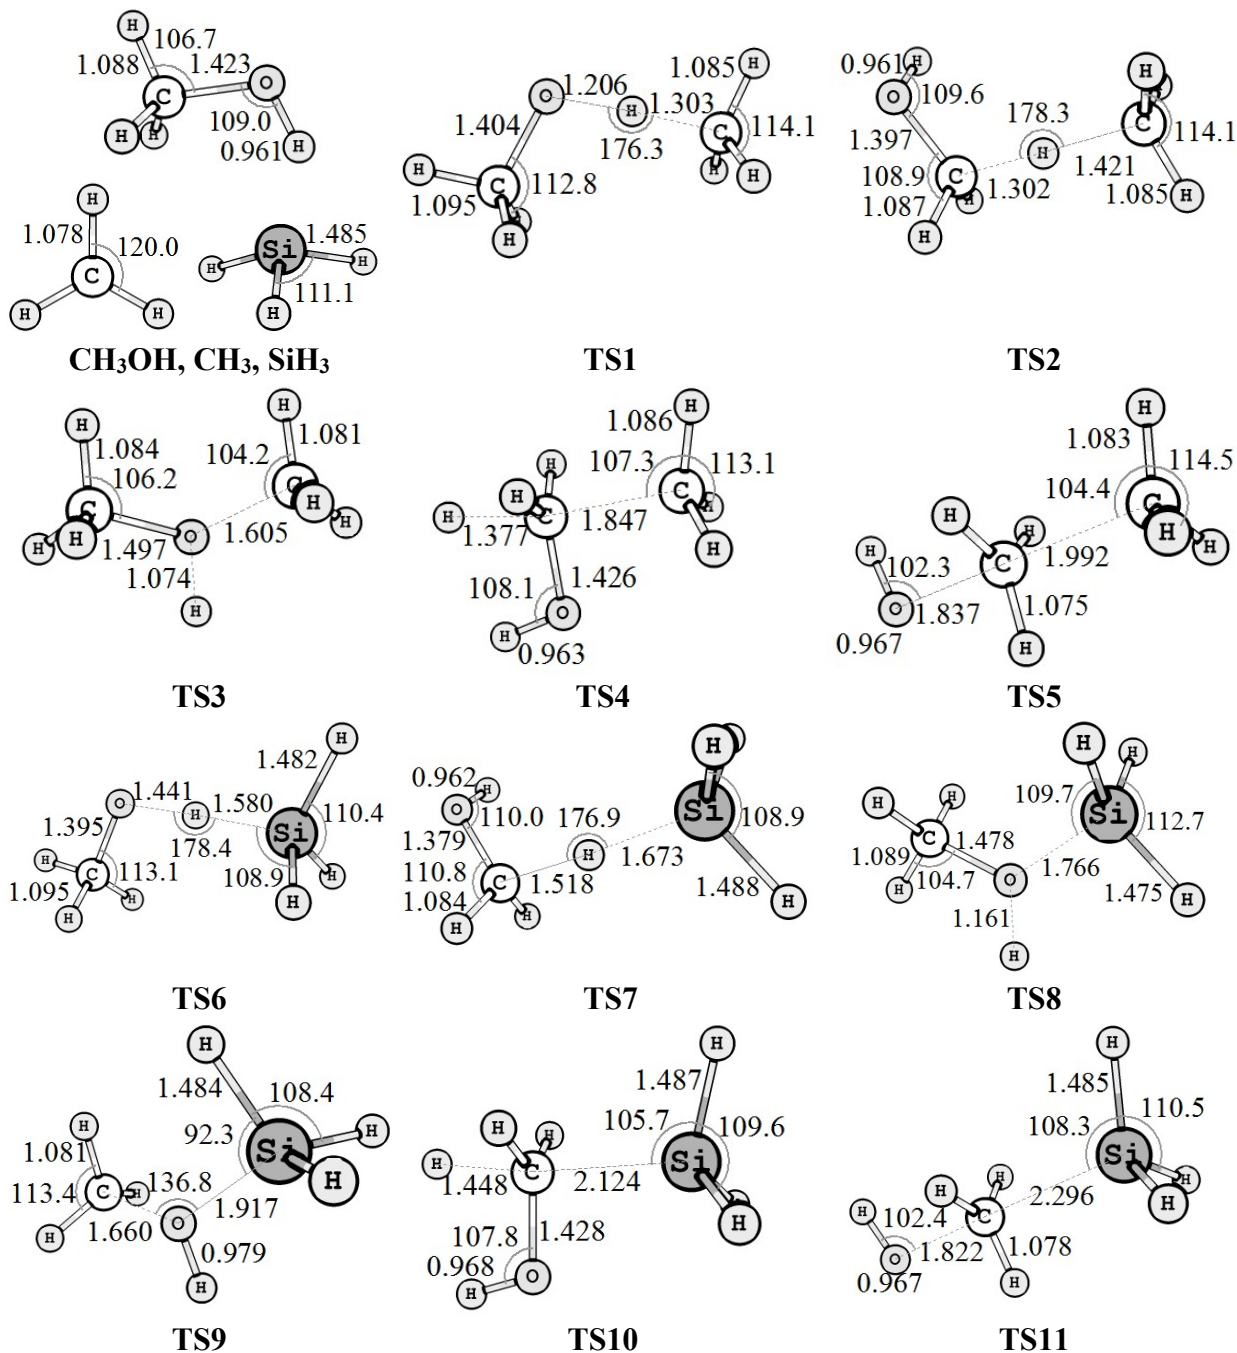 H
106.7
1.088 1.423
C O
H H 109.0
0.961 H
H
1.078 120.0
C
H H
1.485
Si
H H
111.1
H
CH₃OH, CH₃, SiH₃
1.206 1.085 H
O H 1.303
1.404 C 114.1
176.3
H H
H C 112.8
1.095 H
H
TS1
0.961 H
O 109.6
1.397
178.3
H
C 114.1
H
108.9 C 1.302 1.421
1.087 H 1.085 H
H
TS2
H
1.084
106.2
C
H H
1.497 O
1.074
H
H
1.081
104.2
C H
1.605 H
TS3
H
1.086
107.3 113.1
H
H C C H
1.377 1.847 H
H
108.1 1.426
H O
0.963
TS4
H
1.083
114.5
104.4 C
H H
H H
H 102.3 C 1.992
O 1.837 1.075
0.967 H
TS5
H
1.482
1.441 1.580
O H Si 110.4
1.395 178.4
H C 113.1 108.9 H
1.095 H H
H
TS6
H
0.962 H
O 110.0 176.9 Si 108.9
1.379 H 1.673
110.8 C 1.518 1.488
1.084 H H
H
TS7
H H
109.7 Si 112.7
H H
C 1.478 1.766
1.089 O 1.475 H
H 104.7
1.161
H
TS8
H
1.484 108.4
92.3 Si H
H
H
1.081
113.4 C H 136.8
1.660 O 1.917
H 0.979
H
TS9
H
1.487
105.7 109.6
H H Si
H C
1.448 2.124 H
107.8 1.428
0.968 O
H
TS10
H
1.485
108.3 110.5
Si H
H
H H
2.296
H 102.4 C
O 1.822 1.078
0.967 H
TS11